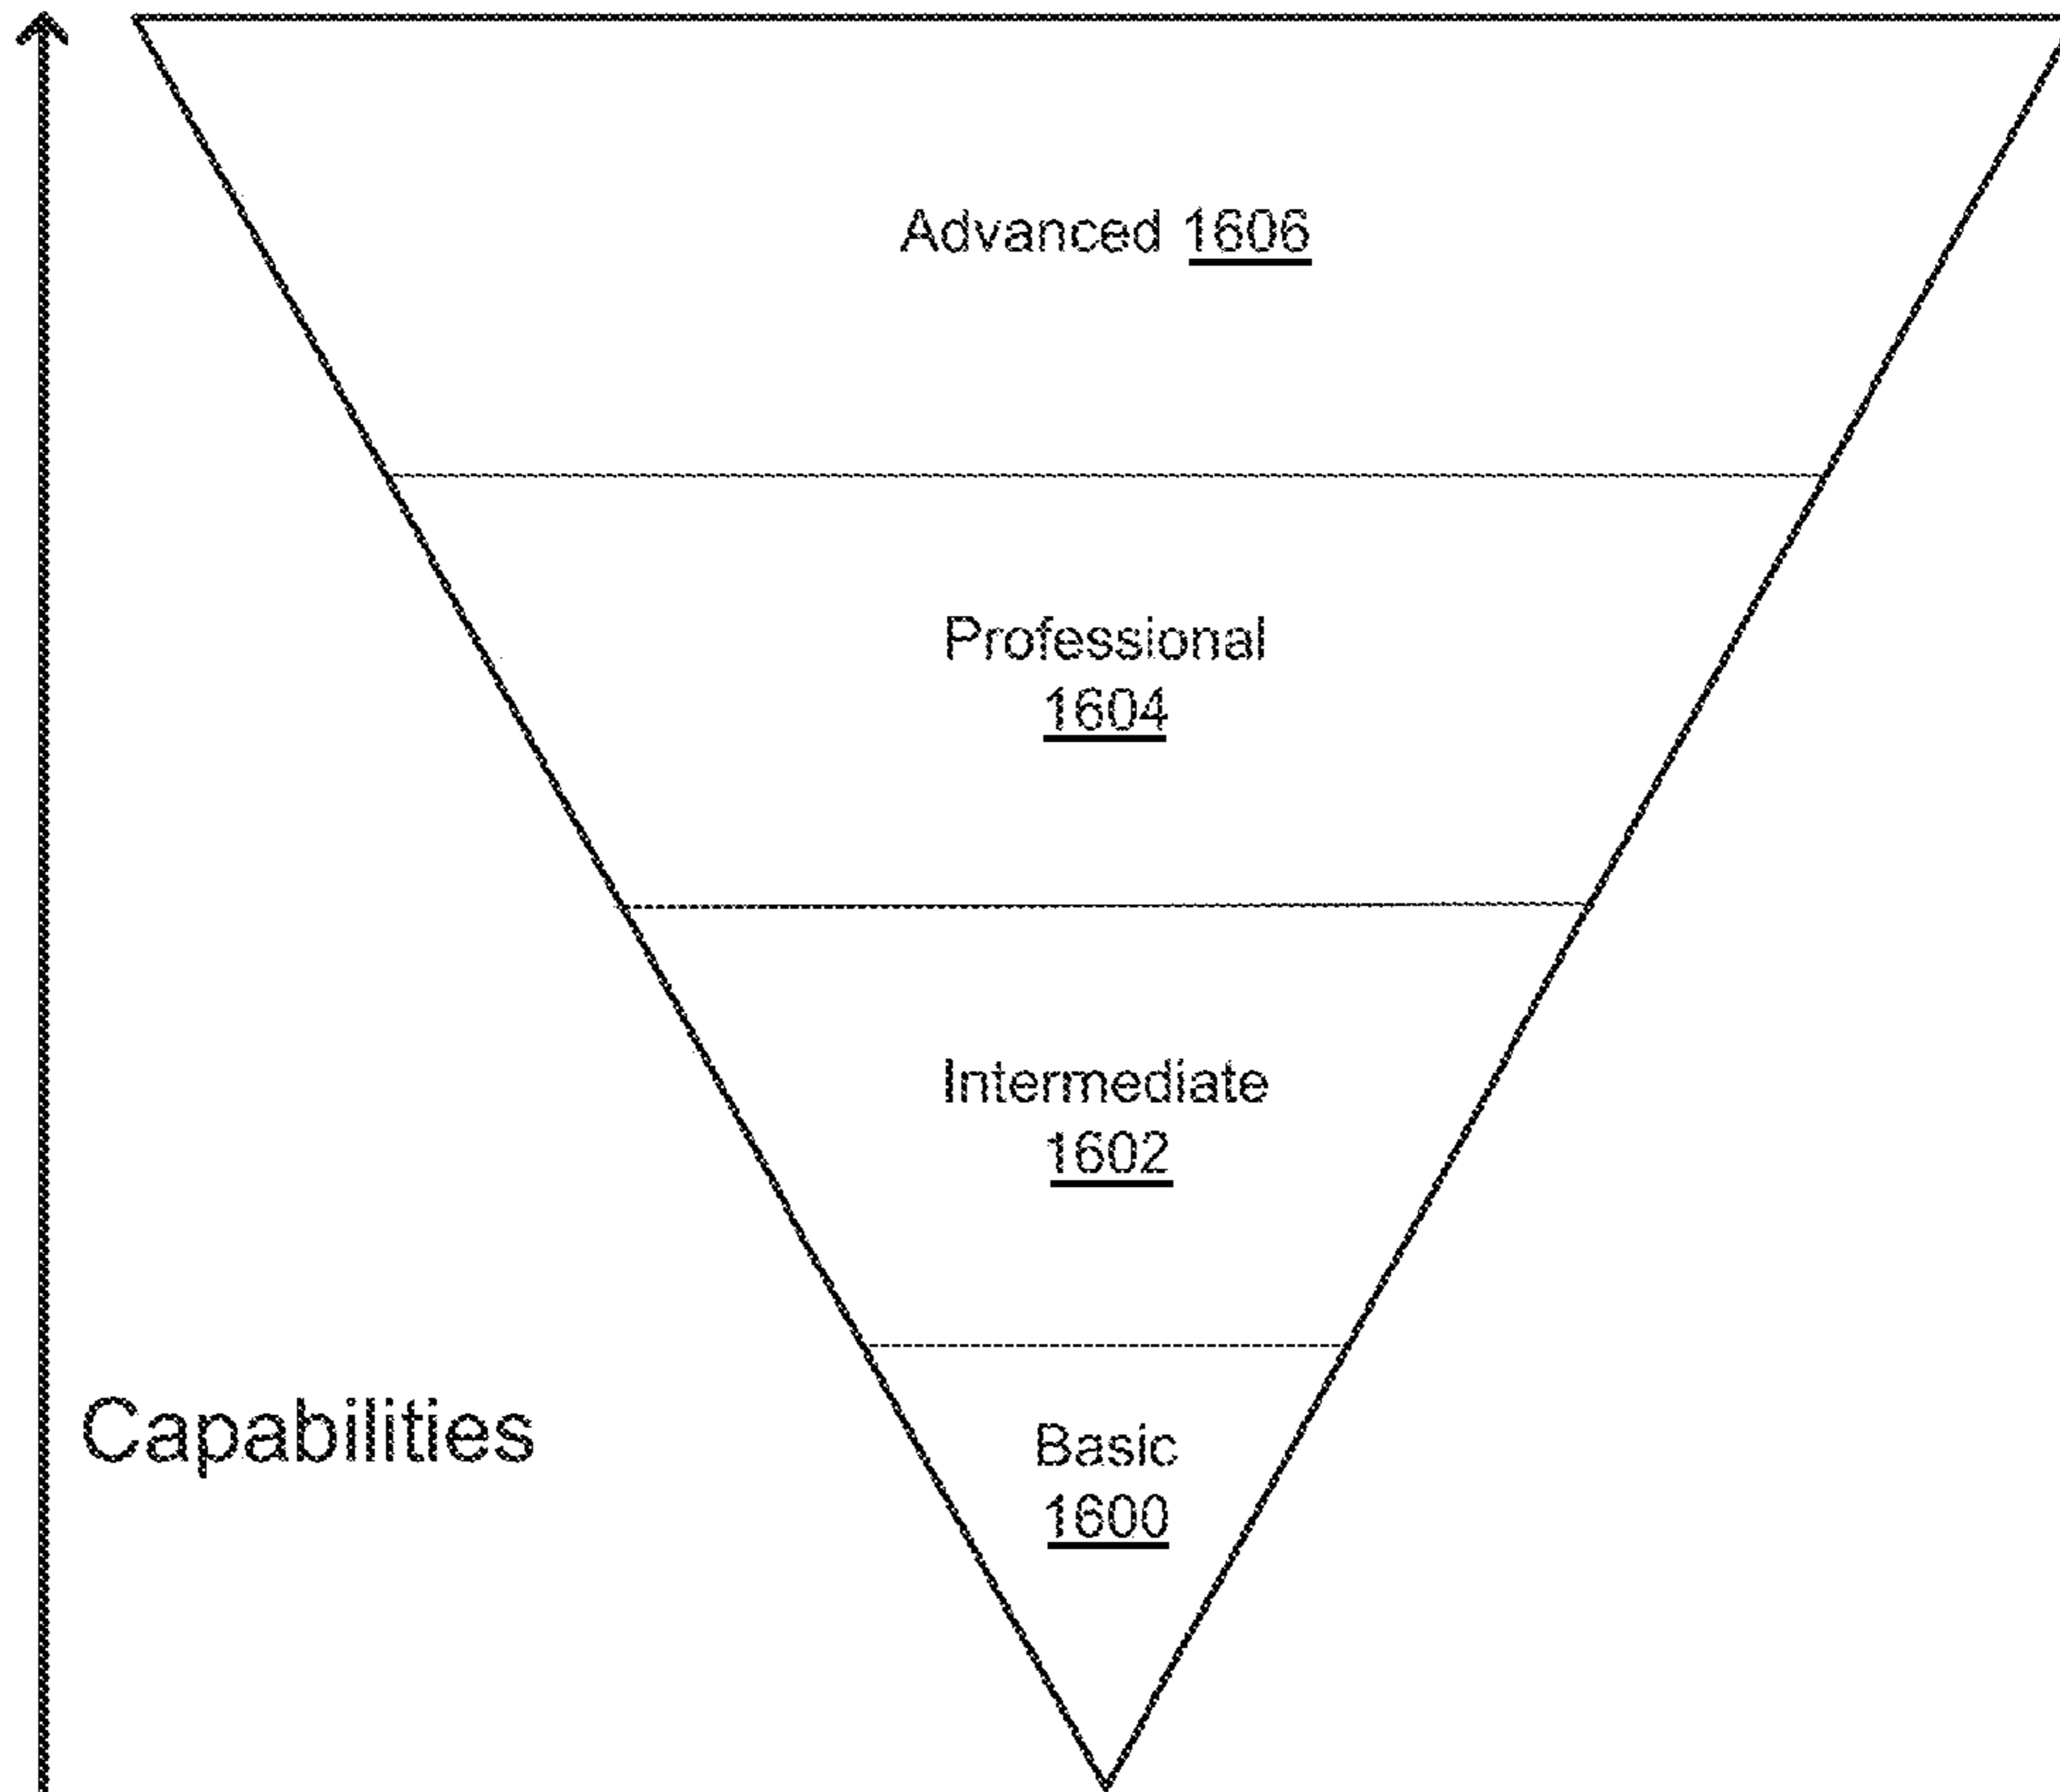 Advanced 1606
Professional
1604
Intermediate
1602
Capabilities
Basic
1600